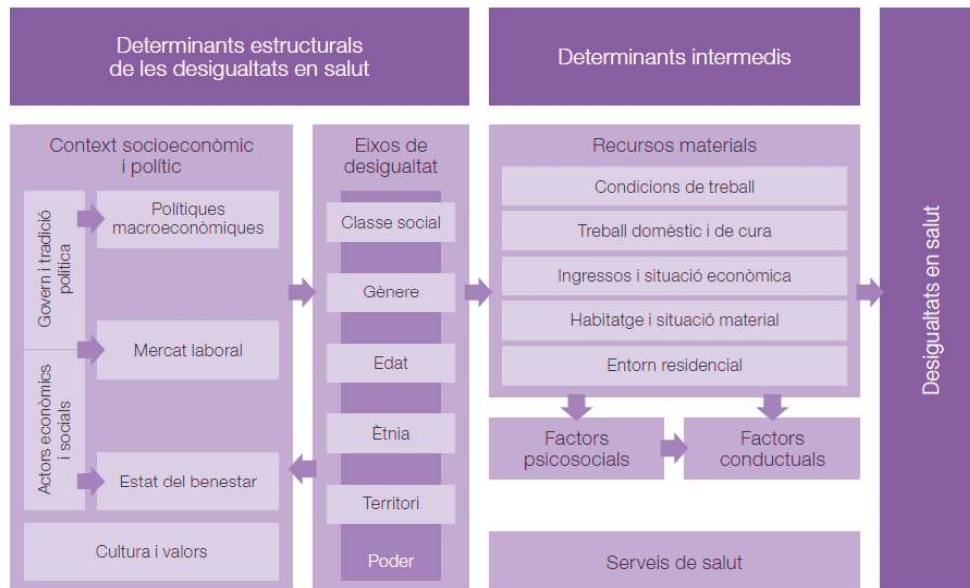 Determinants estructurals
de les desigualtats en salut
Determinants intermedis
Context socioeconòmic
i polític
Govern i tradició
política
Actors econòmics
i socials
Polítiques
macroeconòmiques
Mercat laboral
Estat del benestar
Cultura i valors
Eixos de
desigualtat
Classe social
Gènere
Edat
Ètnia
Territori
Poder
Recursos materials
Condicions de treball
Treball domèstic i de cura
Ingressos i situació econòmica
Habitatge i situació material
Entorn residencial
Factors
psicosocials
Factors
conductuals
Serveis de salut
Desigualtats en salut